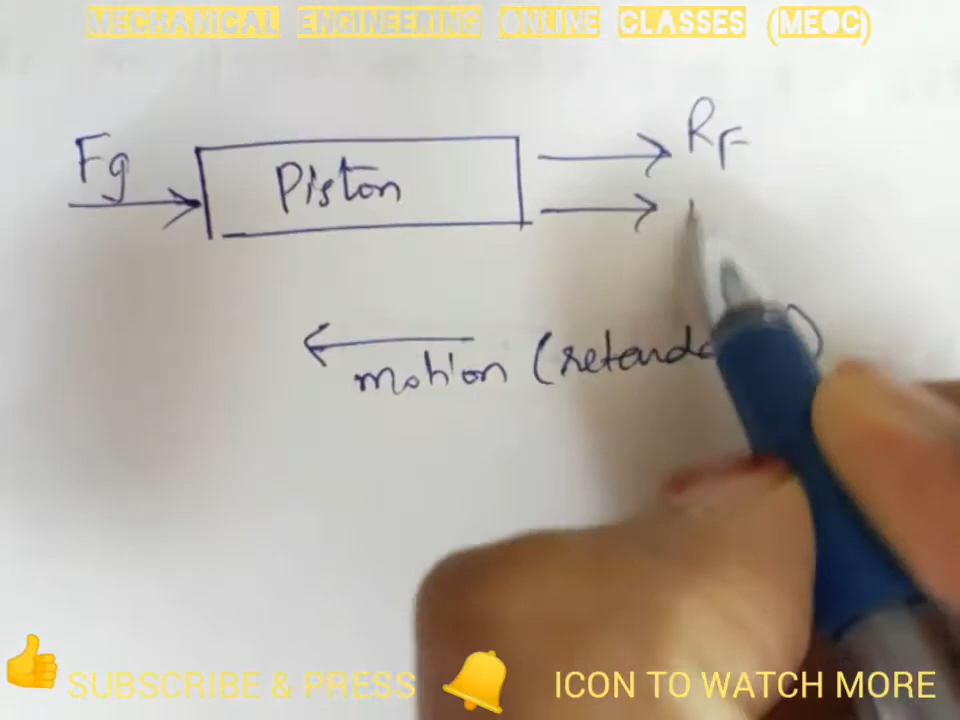 MECHANICAL ENGINEERING ONLINE CLASSES (MEOC)
Fg
Piston
RF
motion (
SUBSCRIBE & PRESS ICON TO WATCH MORE